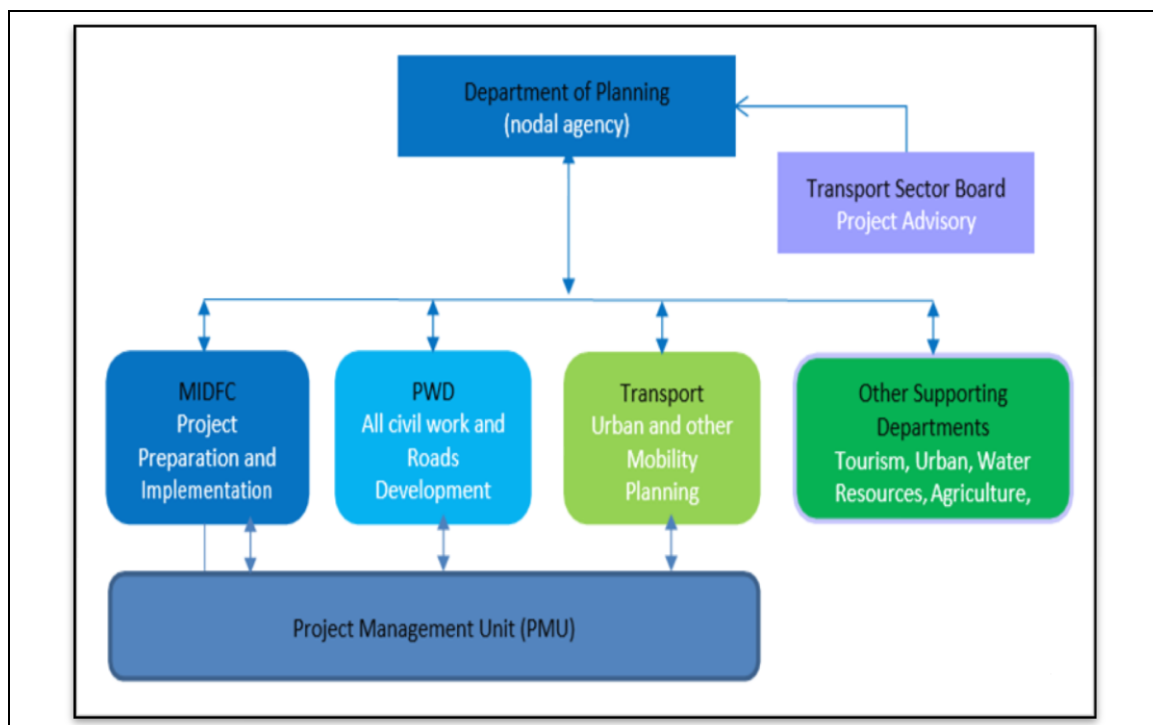 Department of Planning
(nodal agency)
Transport Sector Board
Project Advisory
MIDFC
Project
Preparation and
Implementation
PWD
All civil work and
Roads
Development
Transport
Urban and other
Mobility
Planning
Other Supporting
Departments
Tourism, Urban, Water
Resources, Agriculture,
Project Management Unit (PMU)